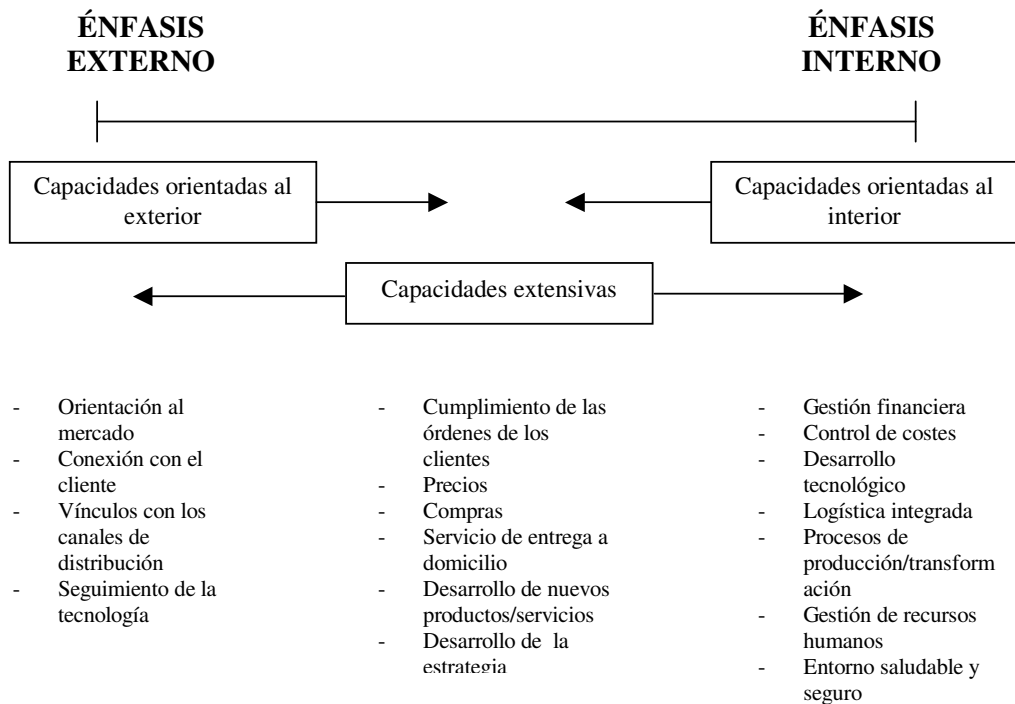 ÉNFASIS
EXTERNO
ÉNFASIS
INTERNO
Capacidades orientadas al
exterior
Capacidades orientadas al
interior
Capacidades extensivas
- Orientación al
mercado
- Conexión con el
cliente
- Vínculos con los
canales de
distribución
- Seguimiento de la
tecnología
- Cumplimiento de las
órdenes de los
clientes
- Precios
- Compras
- Servicio de entrega a
domicilio
- Desarrollo de nuevos
productos/servicios
- Desarrollo de la
estrategia
- Gestión financiera
- Control de costes
- Desarrollo
tecnológico
- Logística integrada
- Procesos de
producción/transform
ación
- Gestión de recursos
humanos
- Entorno saludable y
seguro